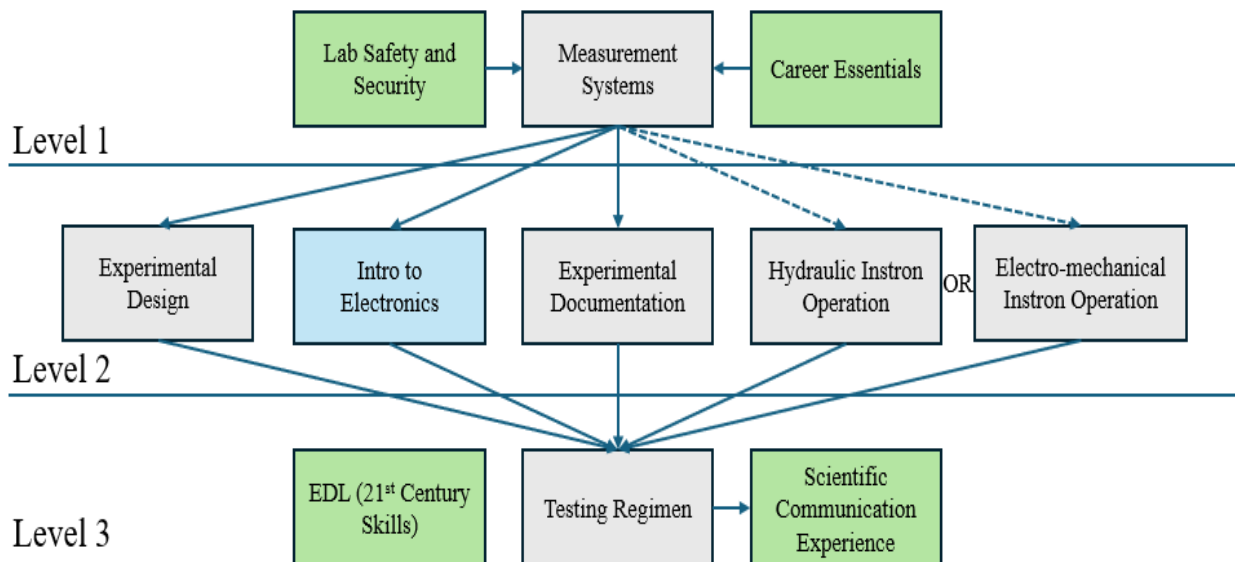 Lab Safety and
Security
Measurement
Systems
Career Essentials
Level 1
Experimental
Design
Intro to
Electronics
Experimental
Documentation
Hydraulic Instron
Operation
OR
Electro-mechanical
Instron Operation
Level 2
EDL (21st Century
Skills)
Testing Regimen
Scientific
Communication
Experience
Level 3